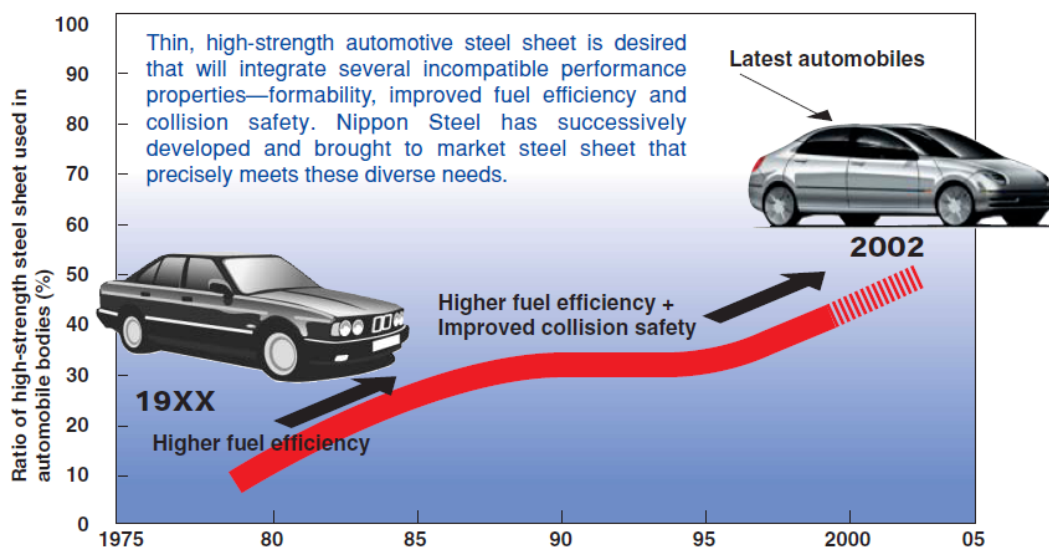 100
90
80
70
60
50
40
30
20
10
0
Ratio of high-strength steel sheet used in
automobile bodies (%)
Thin, high-strength automotive steel sheet is desired
that will integrate several incompatible performance
properties—formability, improved fuel efficiency and
collision safety. Nippon Steel has successively
developed and brought to market steel sheet that
precisely meets these diverse needs.
Latest automobiles
2002
Higher fuel efficiency +
Improved collision safety
19XX
Higher fuel efficiency
1975 80 85 90 95 2000 05